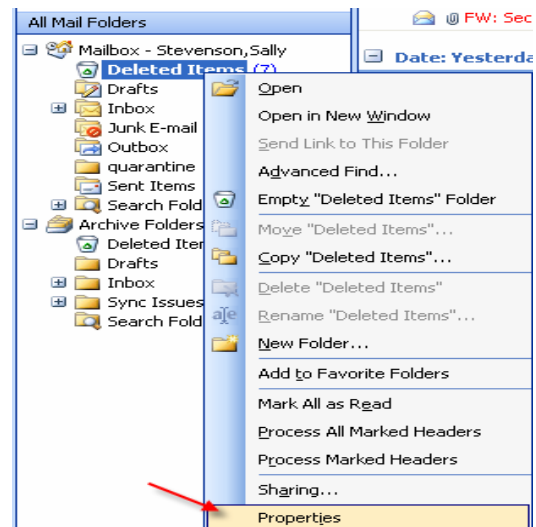 All Mail Folders
FW: Sec
Mailbox - Stevenson,Sally
Date: Yesterda
Deleted Items (7)
Drafts
Inbox
Junk E-mail
Outbox
quarantine
Sent Items
Search Fold
Archive Folders
Deleted Iter
Drafts
Inbox
Sync Issues
Search Fold
Open
Open in New Window
Send Link to This Folder
Advanced Find...
Empty "Deleted Items" Folder
Move "Deleted Items"...
Copy "Deleted Items"...
Delete "Deleted Items"
Rename "Deleted Items"...
New Folder...
Add to Favorite Folders
Mark All as Read
Process All Marked Headers
Process Marked Headers
Sharing...
Properties